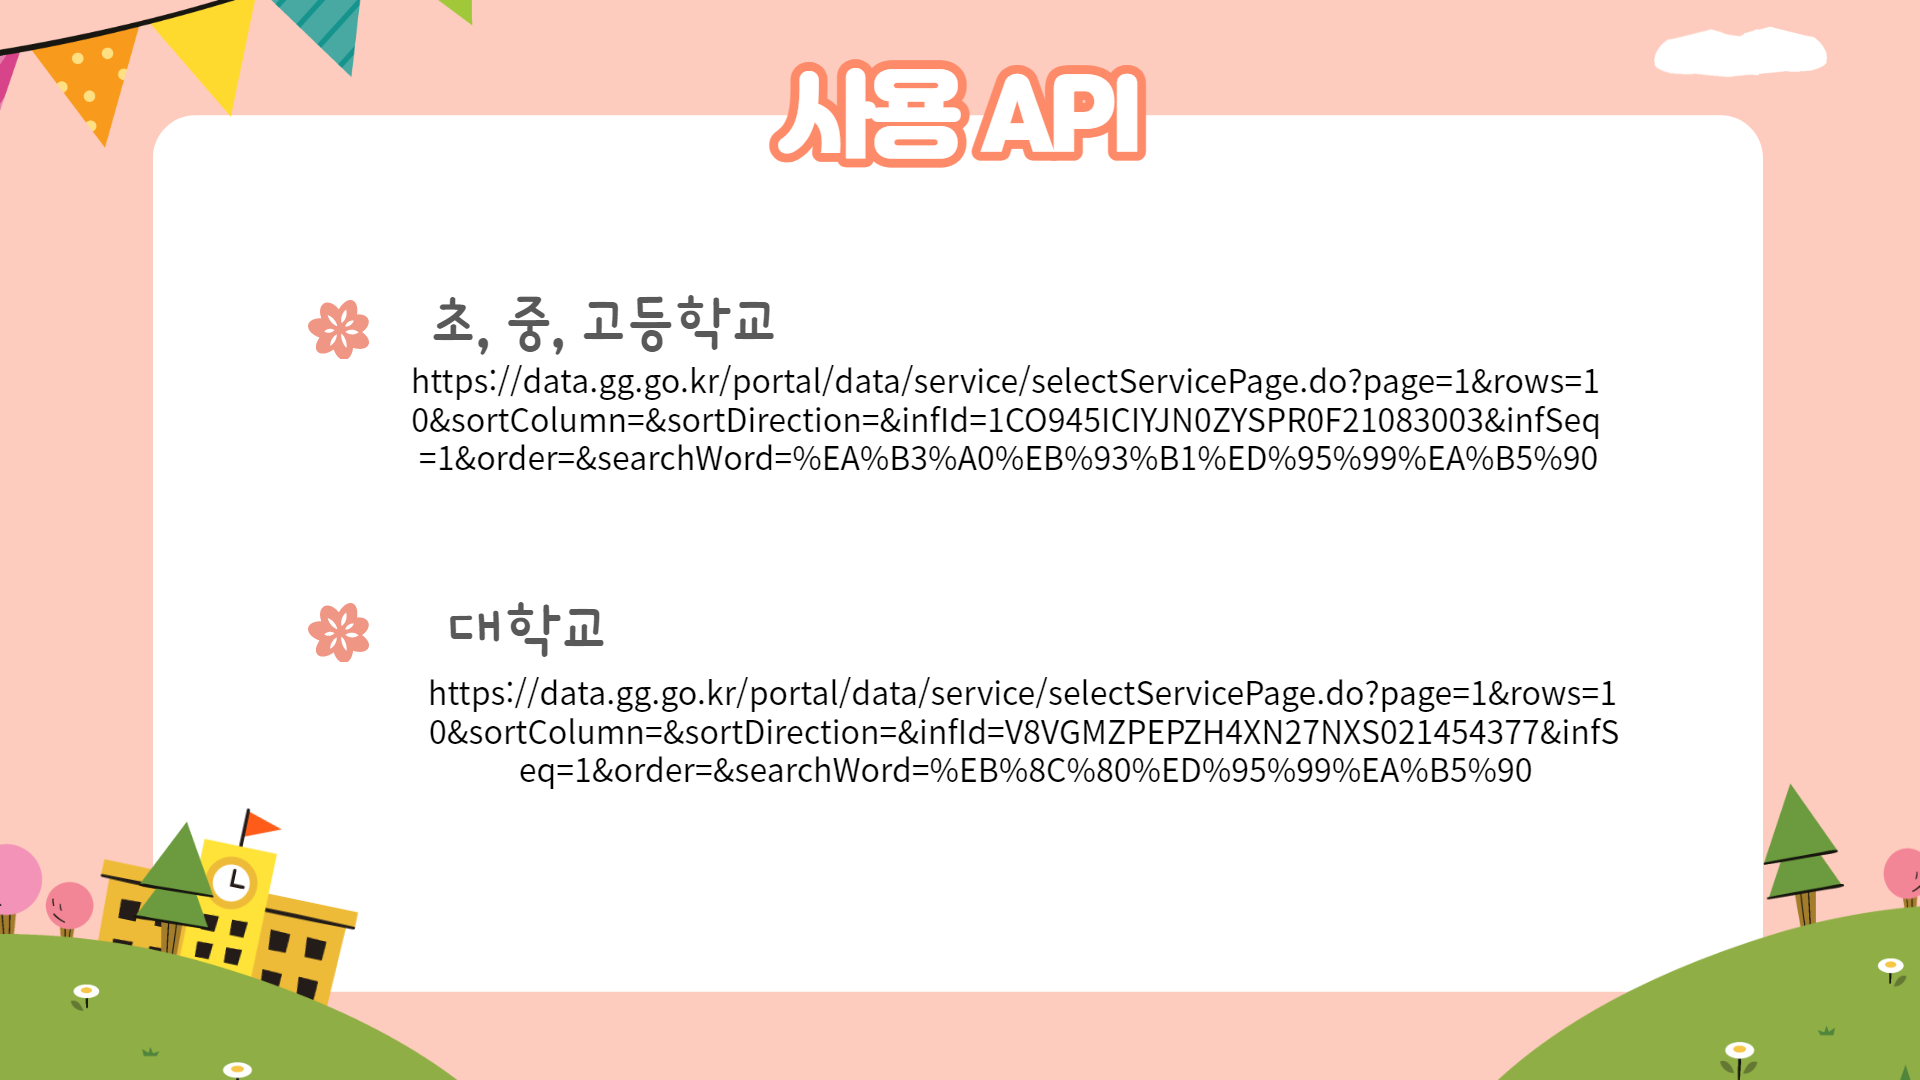 사용 API
초, 중, 고등학교
https://data.gg.go.kr/portal/data/service/selectServicePage.do?page=1&rows=1
0&sortColumn=&sortDirection=&infId=1CO945ICIYJN0ZYSPR0F21083003&infSeq
=1&order=&searchWord=%EA%B3%A0%EB%93%B1%ED%95%99%EA%B5%90
대학교
https://data.gg.go.kr/portal/data/service/selectServicePage.do?page=1&rows=1
0&sortColumn=&sortDirection=&infId=V8VGMZPEPZH4XN27NXS021454377&infS
eq=1&order=&searchWord=%EB%8C%80%ED%95%99%EA%B5%90